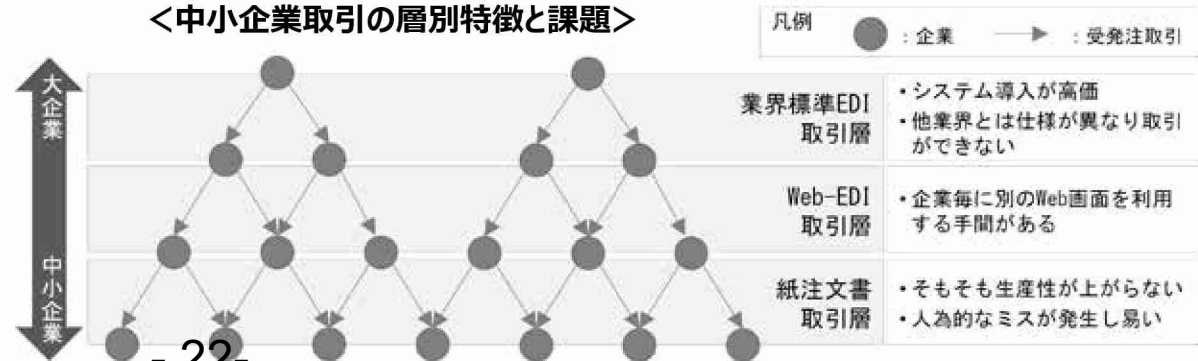 ＜中小企業取引の層別特徴と課題＞
凡例
：企業
：受発注取引
大企業
中小企業
業界標準EDI
取引層
・システム導入が高価
・他業界とは仕様が異なり取引
ができない
Web-EDI
取引層
・企業毎に別のWeb画面を利用
する手間がある
紙注文書
取引層
・そもそも生産性が上がらない
・人為的なミスが発生し易い
- 22-